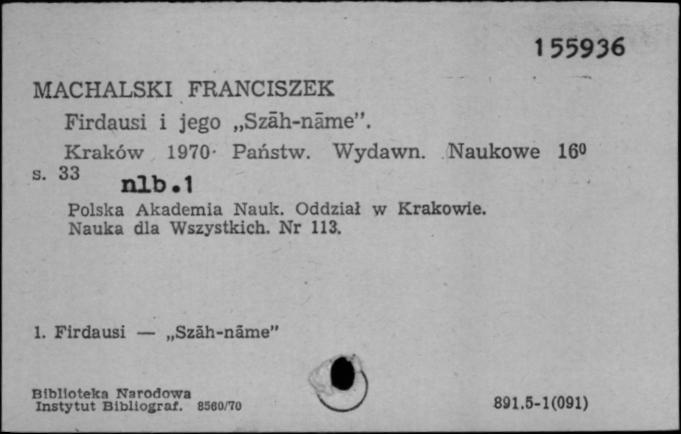 155936
MACHALSKI FRANCISZEK
Firdausi i jego „Szāh-nāme”.
Kraków 1970· Państw. Wydawn. Naukowe 16⁰
s. 33 nlb.1
Polska Akademia Nauk. Oddział w Krakowie.
Nauka dla Wszystkich. Nr 113.
1. Firdausi — „Szāh-nāme”
Biblioteka Narodowa
Instytut Bibliograf. 8560/70
891.5-1(091)